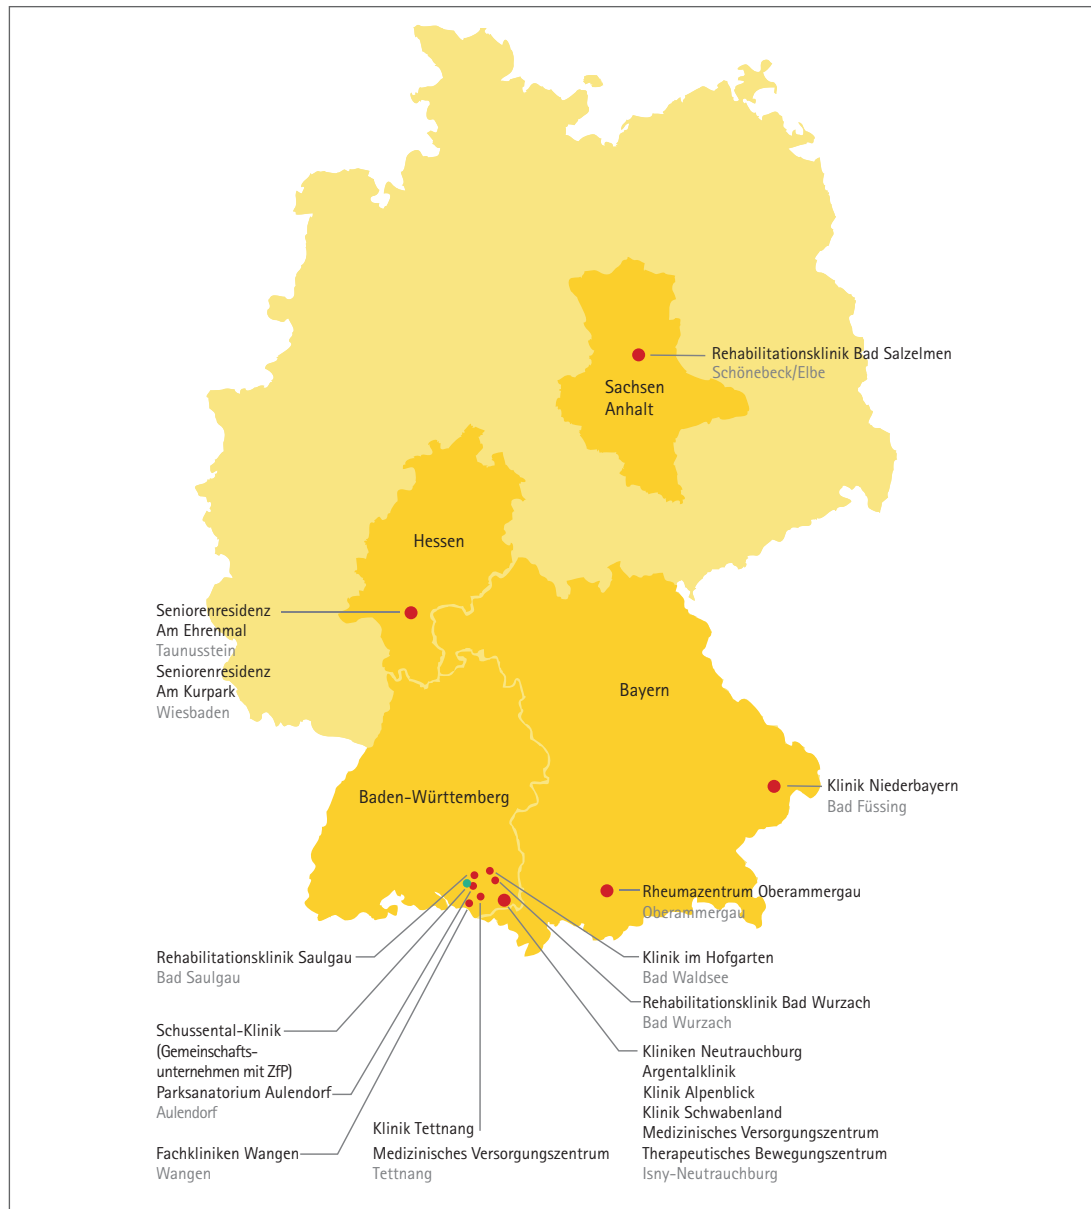 Rehabilitationsklinik Bad Salzelmen
Schönebeck/Elbe
Sachsen
Anhalt
Hessen
Seniorenresidenz
Am Ehrenmal
Taunusstein
Seniorenresidenz
Am Kurpark
Wiesbaden
Bayern
Baden-Württemberg
Klinik Niederbayern
Bad Füssing
Rheumazentrum Oberammergau
Oberammergau
Rehabilitationsklinik Saulgau
Bad Saulgau
Schussental-Klinik
(Gemeinschafts-
unternehmen mit ZfP)
Parksanatorium Aulendorf
Aulendorf
Fachkliniken Wangen
Wangen
Klinik Tettnang
Medizinisches Versorgungszentrum
Tettnang
Klinik im Hofgarten
Bad Waldsee
Rehabilitationsklinik Bad Wurzach
Bad Wurzach
Kliniken Neutrauchburg
Argentalklinik
Klinik Alpenblick
Klinik Schwabenland
Medizinisches Versorgungszentrum
Therapeutisches Bewegungszentrum
Isny-Neutrauchburg